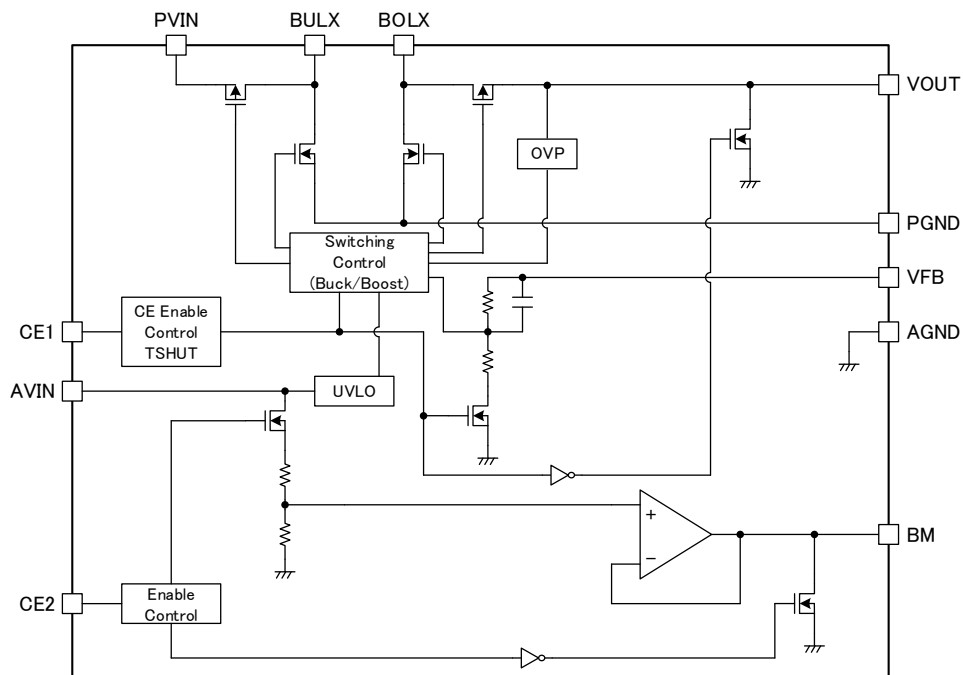 PVIN BULX BOLX
VOUT
OVP
PGND
Switching
Control
(Buck/Boost)
VFB
CE1
CE Enable
Control
TSHUT
AGND
AVIN
UVLO
+
−
BM
CE2
Enable
Control